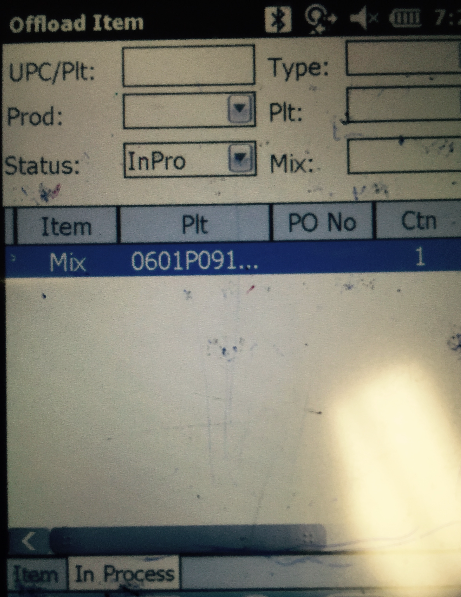 Offload Item
UPC/Plt: Type:
Prod: Plt:
Status: InPro Mix:
Item Plt PO No Ctn
Mix 0601P091... 1
Item In Process